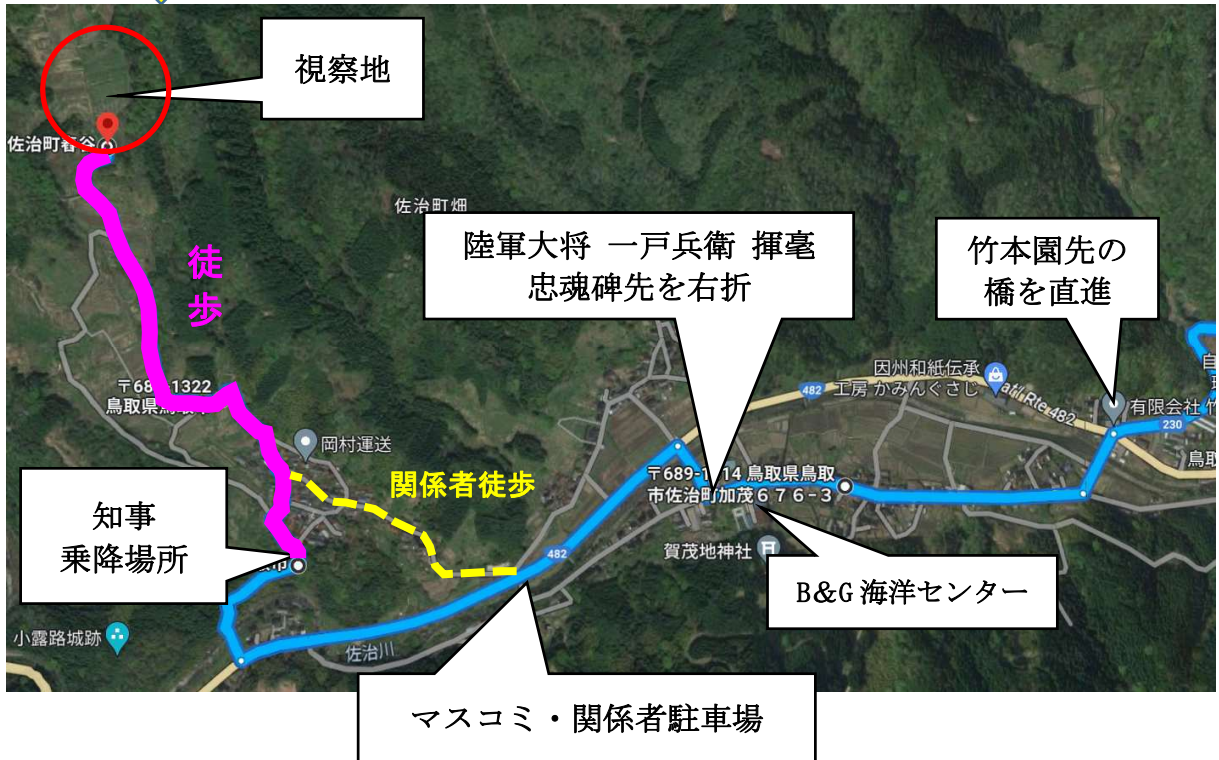 視察地
佐治町春谷
佐治町畑
陸軍大将 一戸兵衛 揮毫
忠魂碑先を右折
竹本園先の
橋を直進
徒
歩
因州和紙伝承
工房 かみんぐさじ
482
Rte 482
有限会社 竹
230
鳥取
岡村運送
関係者徒歩
鳥取県鳥取
市佐治町加茂676-3
知事
乗降場所
482
賀茂地神社
B&G 海洋センター
小露路城跡
佐治川
マスコミ・関係者駐車場